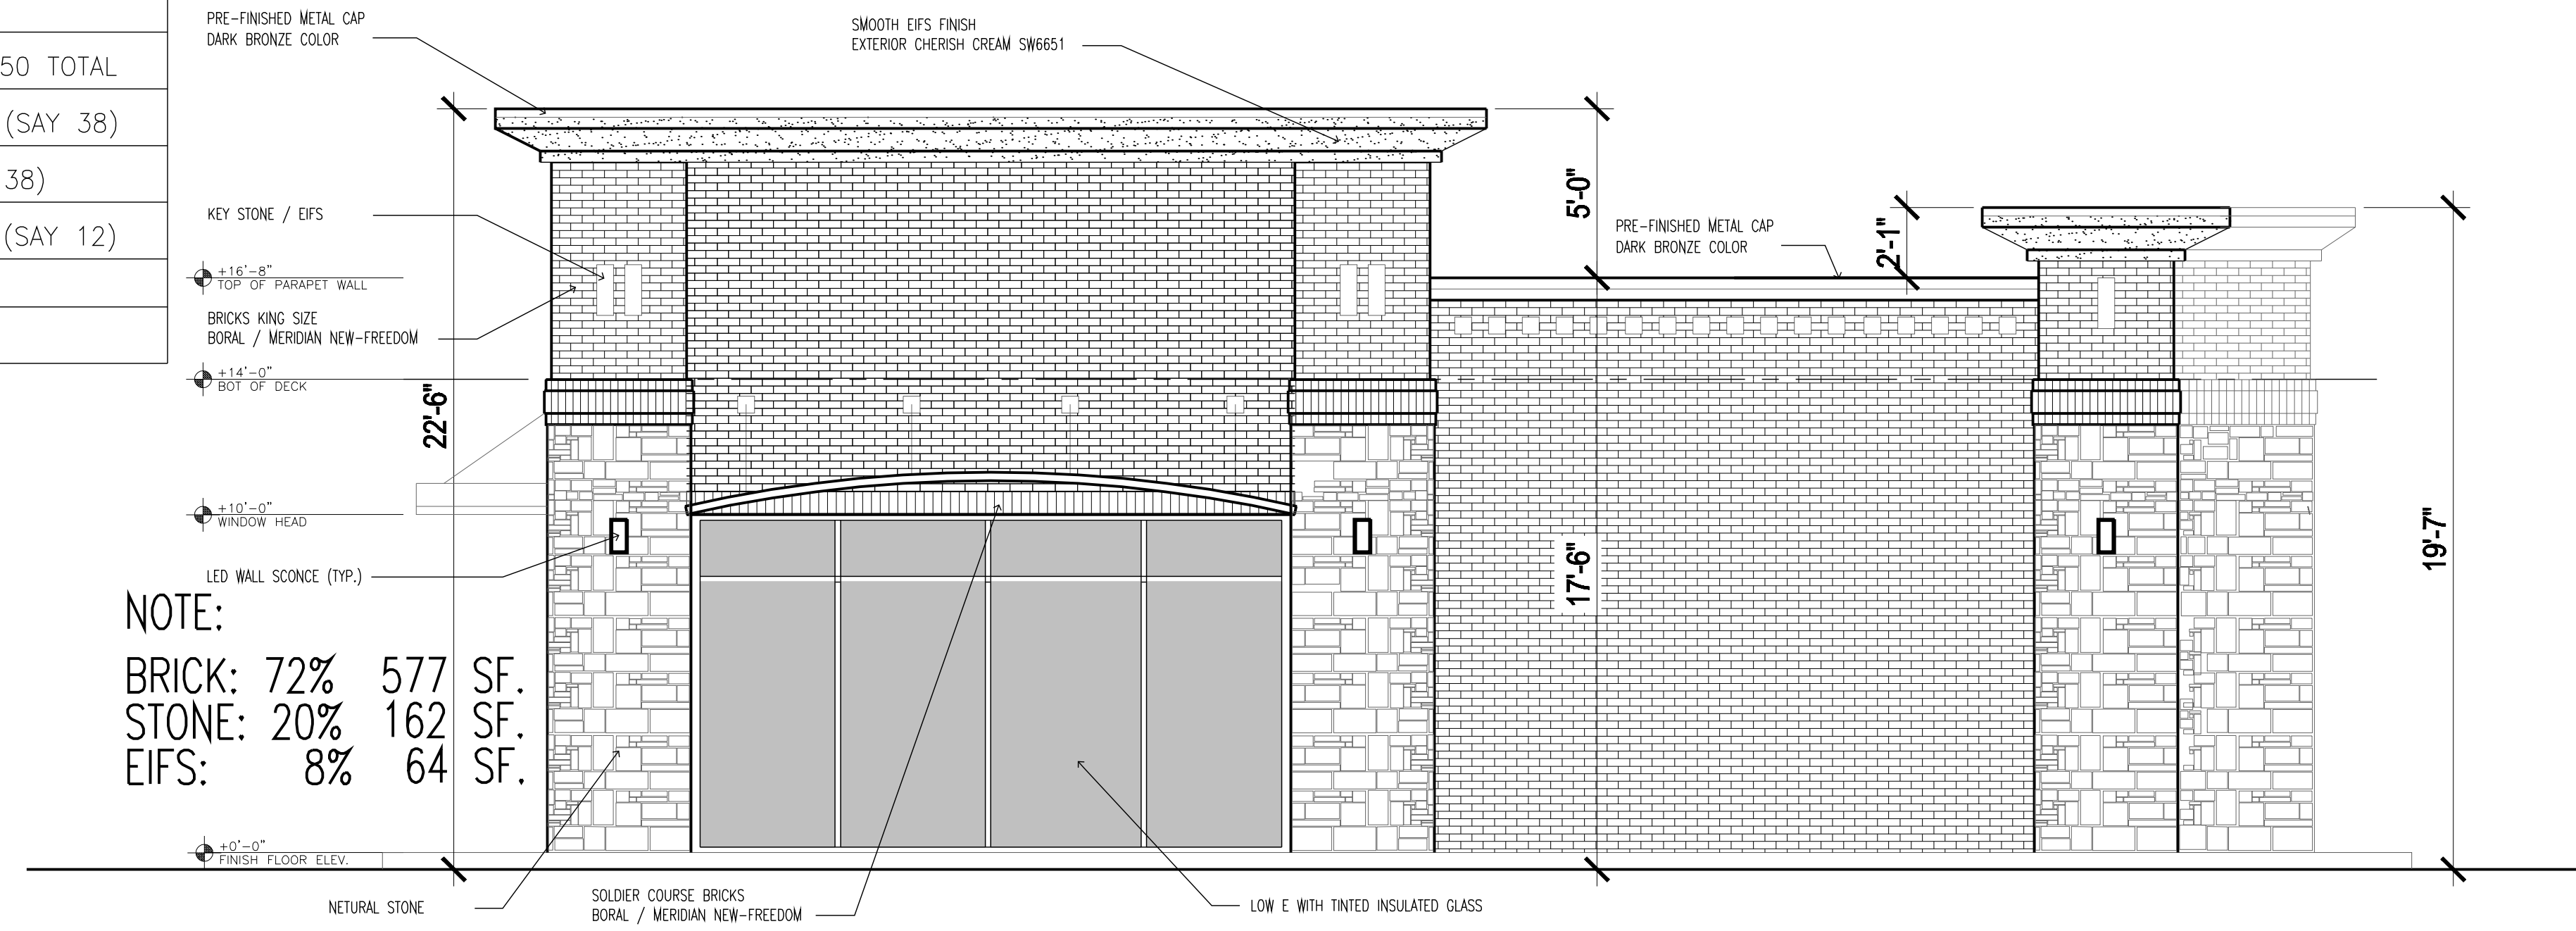 50 TOTAL
(SAY 38)
38)
(SAY 12)
PRE-FINISHED METAL CAP
DARK BRONZE COLOR
SMOOTH EIFS FINISH
EXTERIOR CHERISH CREAM SW6651
KEY STONE / EIFS
+16'-8"
TOP OF PARAPET WALL
BRICKS KING SIZE
BORAL / MERIDIAN NEW-FREEDOM
+14'-0"
BOT OF DECK
22'-6"
+10'-0"
WINDOW HEAD
LED WALL SCONCE (TYP.)
NOTE:
BRICK: 72% 577 SF.
STONE: 20% 162 SF.
EIFS: 8% 64 SF.
+0'-0"
FINISH FLOOR ELEV.
NETURAL STONE
SOLDIER COURSE BRICKS
BORAL / MERIDIAN NEW-FREEDOM
LOW E WITH TINTED INSULATED GLASS
5'-0"
PRE-FINISHED METAL CAP
DARK BRONZE COLOR
2'-1"
17'-6"
19'-7"